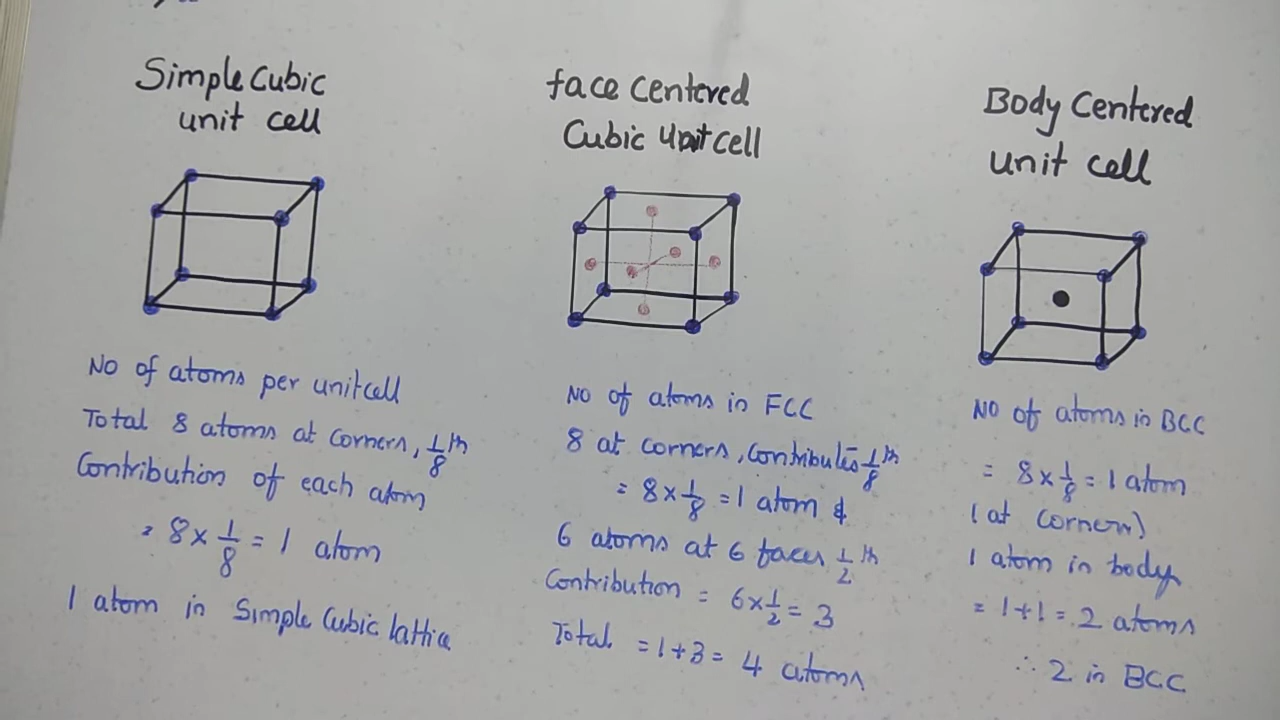 Simple Cubic
unit cell
No of atoms per unitcell
Total 8 atoms at corners, 1/8 th
Contribution of each atom
= 8 × 1/8 = 1 atom
1 atom in Simple Cubic lattice
face Centered
Cubic unit cell
No of atoms in FCC
8 at corners, contributes 1/8 th
= 8 × 1/8 = 1 atom &
6 atoms at 6 faces 1/2 th
Contribution = 6 × 1/2 = 3
Total = 1 + 3 = 4 atoms
Body Centered
unit cell
No of atoms in BCC
= 8 × 1/8 = 1 atom
(at corners)
1 atom in body
= 1 + 1 = 2 atoms
∴ 2 in BCC